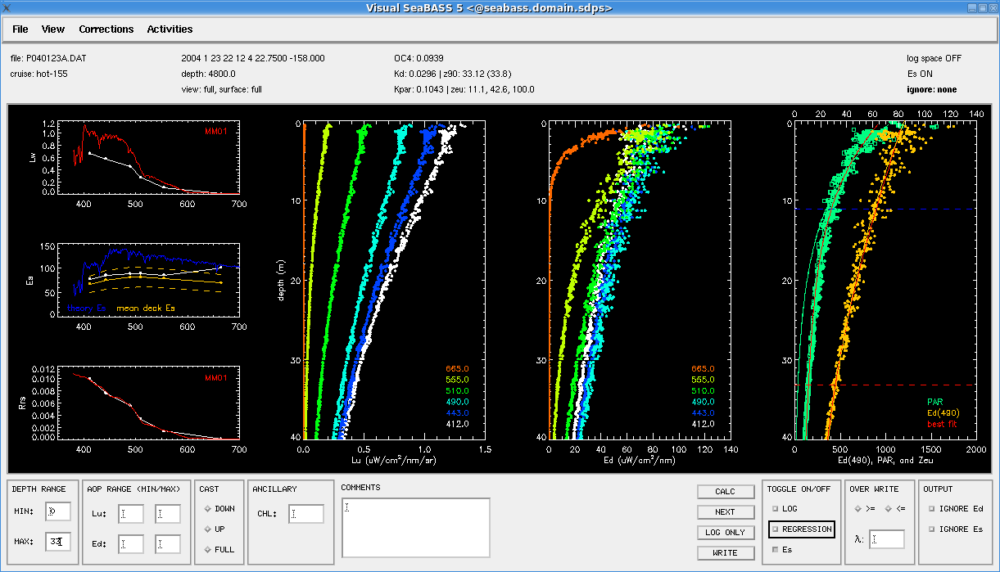 Visual SeaBASS 5 <@seabass.domain.sdps>
File View Corrections Activities
file: P040123A.DAT 2004 1 23 22 12 4 22.7500 -158.000 OC4: 0.0939 log space OFF
cruise: hot-155 depth: 4800.0 Kd: 0.0296 | z90: 33.12 (33.8) Es ON
view: full, surface: full Kpar: 0.1043 | zeu: 11.1, 42.6, 100.0 ignore: none
1.2
1.0
0.8
0.6
0.4
0.2
0.0
Lw
MM01
400 500 600 700
150
100
50
0
Es
theory Es mean deck Es
400 500 600 700
0.012
0.010
0.008
0.006
0.004
0.002
0.000
Rrs
MM01
400 500 600 700
0
10
20
30
40
depth (m)
665.0
555.0
510.0
490.0
443.0
412.0
0.0 0.5 1.0 1.5
Lu (uW/cm²/nm/sr)
0
10
20
30
40
665.0
555.0
510.0
490.0
443.0
412.0
0 20 40 60 80 100 120 140
Ed (uW/cm²/nm)
0 20 40 60 80 100 120 140
0
10
20
30
40
PAR
Ed(490)
best fit
0 500 1000 1500 2000
Ed(490), PAR, and Zeu
DEPTH RANGE
MIN: 0
MAX: 33
AOP RANGE (MIN/MAX)
Lu:
Ed:
CAST
DOWN
UP
FULL
ANCILLARY
CHL:
COMMENTS
CALC
NEXT
LOG ONLY
WRITE
TOGGLE ON/OFF
LOG
REGRESSION
Es
OVER WRITE
>= <=
λ:
OUTPUT
IGNORE Ed
IGNORE Es